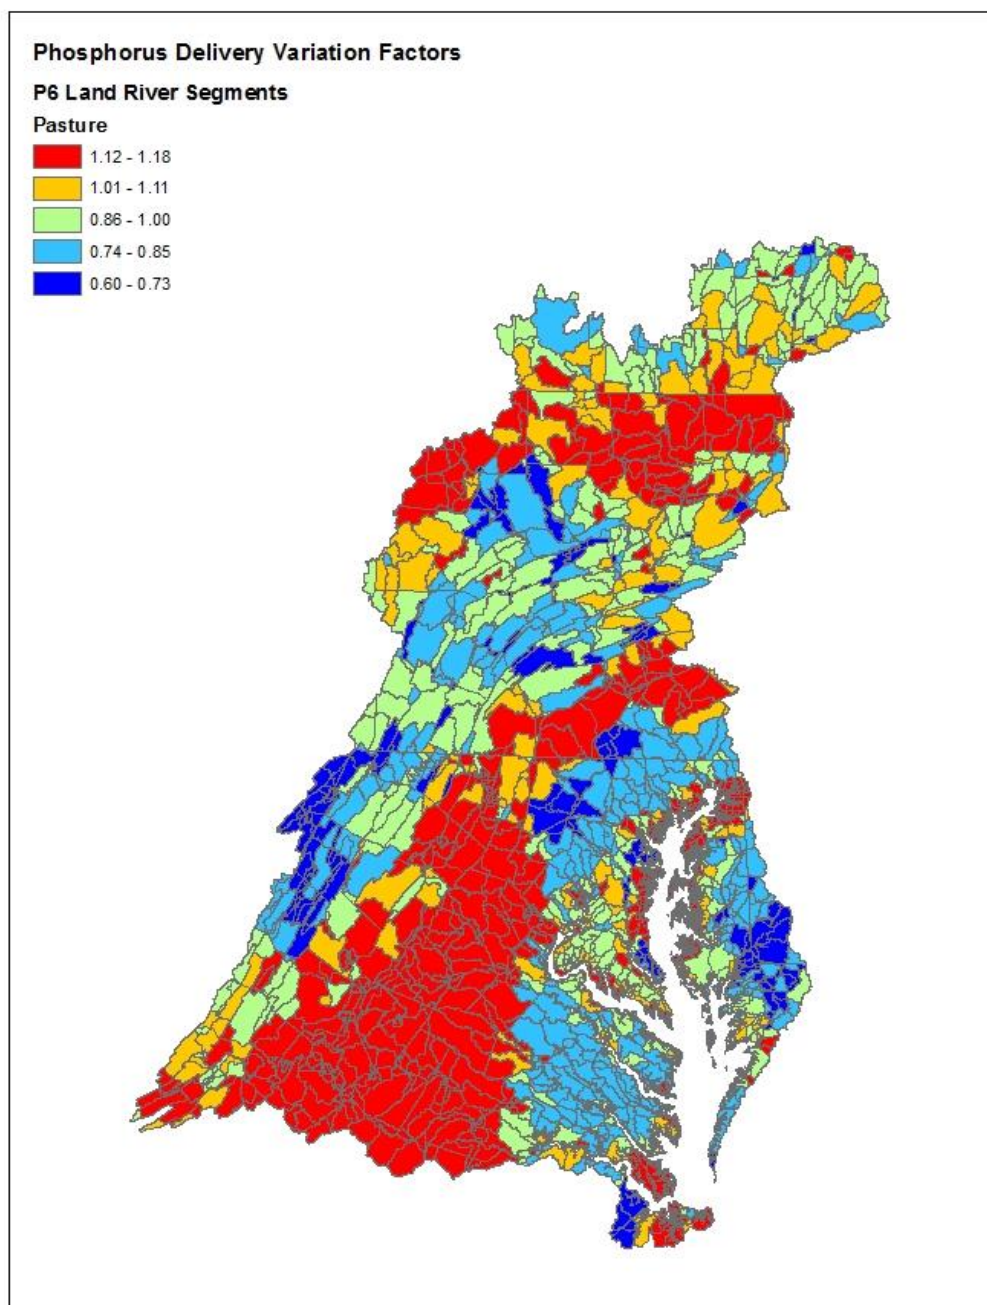 Phosphorus Delivery Variation Factors
P6 Land River Segments
Pasture
1.12 - 1.18
1.01 - 1.11
0.86 - 1.00
0.74 - 0.85
0.60 - 0.73